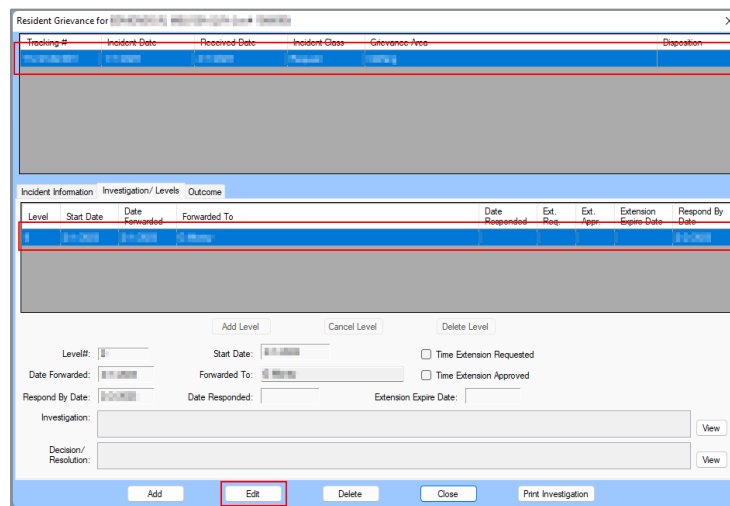 Resident Grievance for
Tracking # Incident Date Received Date Incident Class Grievance Area Disposition
Incident Information Investigation/ Levels Outcome
Level Start Date Date Forwarded Forwarded To Date Responded Ext. Req. Ext. Appr. Extension Expire Date Respond By Date
Add Level Cancel Level Delete Level
Level#: Start Date: Time Extension Requested
Date Forwarded: Forwarded To: Time Extension Approved
Respond By Date: Date Responded: Extension Expire Date:
Investigation: View
Decision/ Resolution: View
Add Edit Delete Close Print Investigation